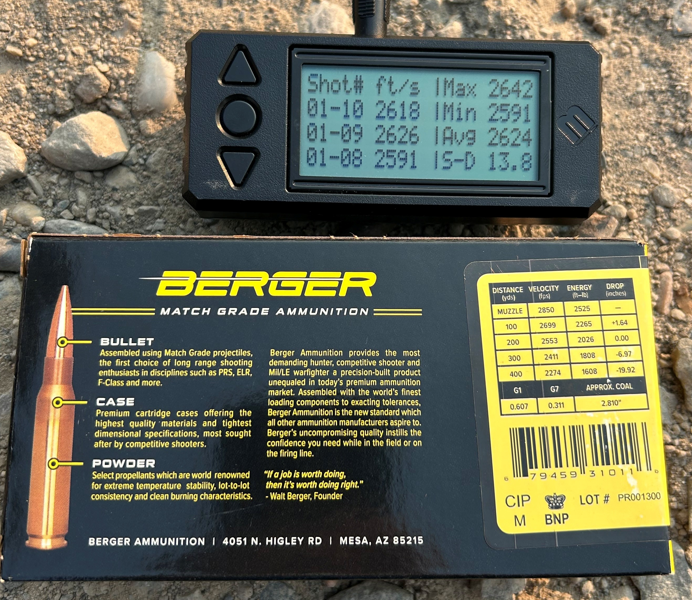 Shot# ft/s |Max 2642
01-10 2618 |Min 2591
01-09 2626 |Avg 2624
01-08 2591 |S-D 13.8
BERGER
MATCH GRADE AMMUNITION
BULLET
Assembled using Match Grade projectiles,
the first choice of long range shooting
enthusiasts in disciplines such as PRS, ELR,
F-Class and more.
CASE
Premium cartridge cases offering the
highest quality materials and tightest
dimensional specifications, most sought
after by competitive shooters.
POWDER
Select propellants which are world renowned
for extreme temperature stability, lot-to-lot
consistency and clean burning characteristics.
Berger Ammunition provides the most
demanding hunter, competitive shooter and
Mil/LE warfighter a precision-built product
unequaled in today's premium ammunition
market. Assembled with the world's finest
loading components to exacting tolerances,
Berger Ammunition is the new standard which
all other ammunition manufacturers aspire to.
Berger's uncompromising quality instills the
confidence you need while in the field or on
the firing line.
"If a job is worth doing,
then it's worth doing right."
- Walt Berger, Founder
BERGER AMMUNITION | 4051 N. HIGLEY RD | MESA, AZ 85215
DISTANCE VELOCITY ENERGY DROP
(yds) (fps) (ft-lb) (inches)
MUZZLE 2850 2525 —
100 2699 2265 +1.64
200 2553 2026 0.00
300 2411 1808 -6.97
400 2274 1608 -19.92
G1 G7 APPROX. COAL
0.607 0.311 2.810"
0 79459 31011 0
CIP LOT # PR001300
M BNP